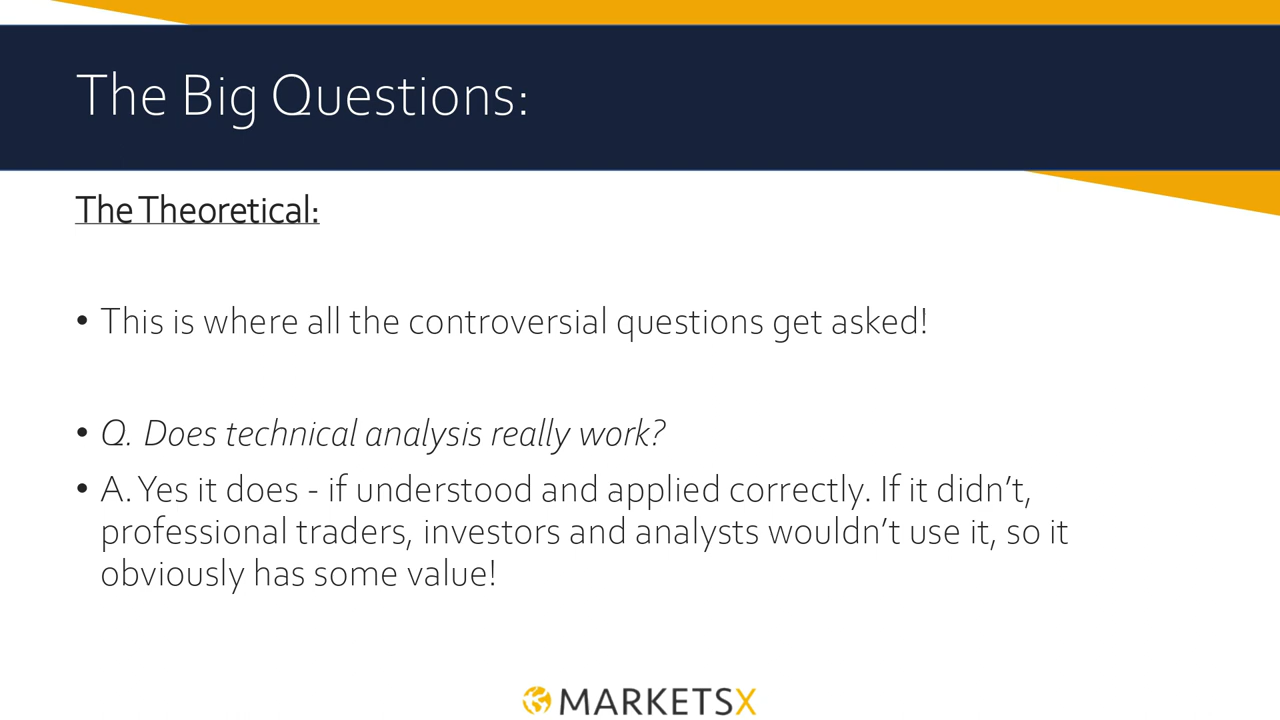 The Big Questions:
The Theoretical:
• This is where all the controversial questions get asked!
• Q. Does technical analysis really work?
• A. Yes it does - if understood and applied correctly. If it didn’t,
professional traders, investors and analysts wouldn’t use it, so it
obviously has some value!
MARKETSX